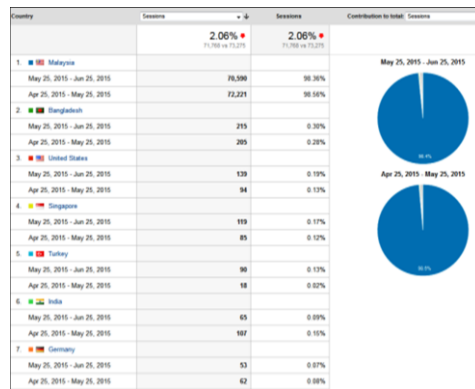 Country Sessions Sessions Contribution to total: Sessions
2.06% 2.06%
71,768 vs 73,275 71,768 vs 73,275
May 25, 2015 - Jun 25, 2015
1. Malaysia
May 25, 2015 - Jun 25, 2015 70,590 98.36%
Apr 25, 2015 - May 25, 2015 72,221 98.56%
2. Bangladesh
May 25, 2015 - Jun 25, 2015 215 0.30%
Apr 25, 2015 - May 25, 2015 205 0.28%
3. United States
May 25, 2015 - Jun 25, 2015 139 0.19%
Apr 25, 2015 - May 25, 2015 94 0.13%
98.4%
Apr 25, 2015 - May 25, 2015
4. Singapore
May 25, 2015 - Jun 25, 2015 119 0.17%
Apr 25, 2015 - May 25, 2015 85 0.12%
5. Turkey
May 25, 2015 - Jun 25, 2015 90 0.13%
Apr 25, 2015 - May 25, 2015 18 0.02%
98.6%
6. India
May 25, 2015 - Jun 25, 2015 65 0.09%
Apr 25, 2015 - May 25, 2015 107 0.15%
7. Germany
May 25, 2015 - Jun 25, 2015 53 0.07%
Apr 25, 2015 - May 25, 2015 62 0.08%